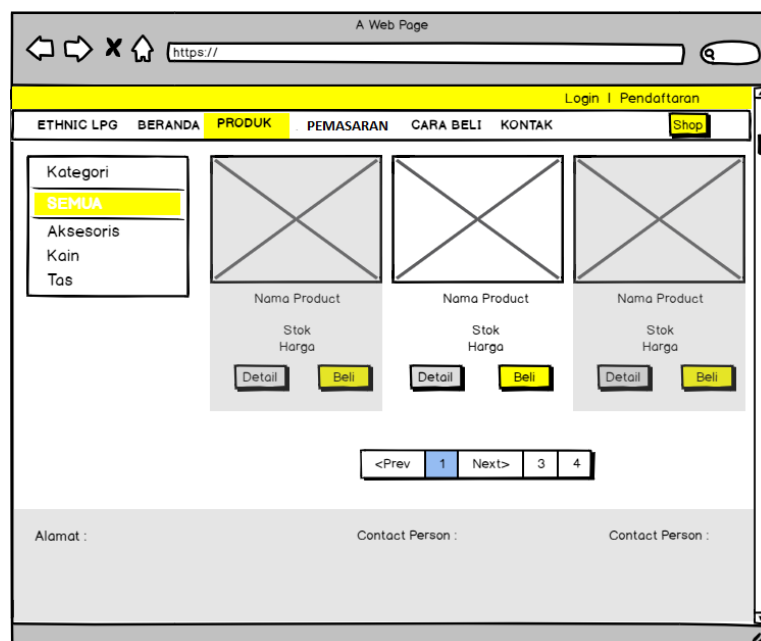 A Web Page
https://
Login | Pendaftaran
ETHNIC LPG BERANDA PRODUK PEMASARAN CARA BELI KONTAK Shop
Kategori
SEMUA
Aksesoris
Kain
Tas
Nama Product Nama Product Nama Product
Stok Stok Stok
Harga Harga Harga
Detail Beli Detail Beli Detail Beli
<Prev 1 Next> 3 4
Alamat : Contact Person : Contact Person :